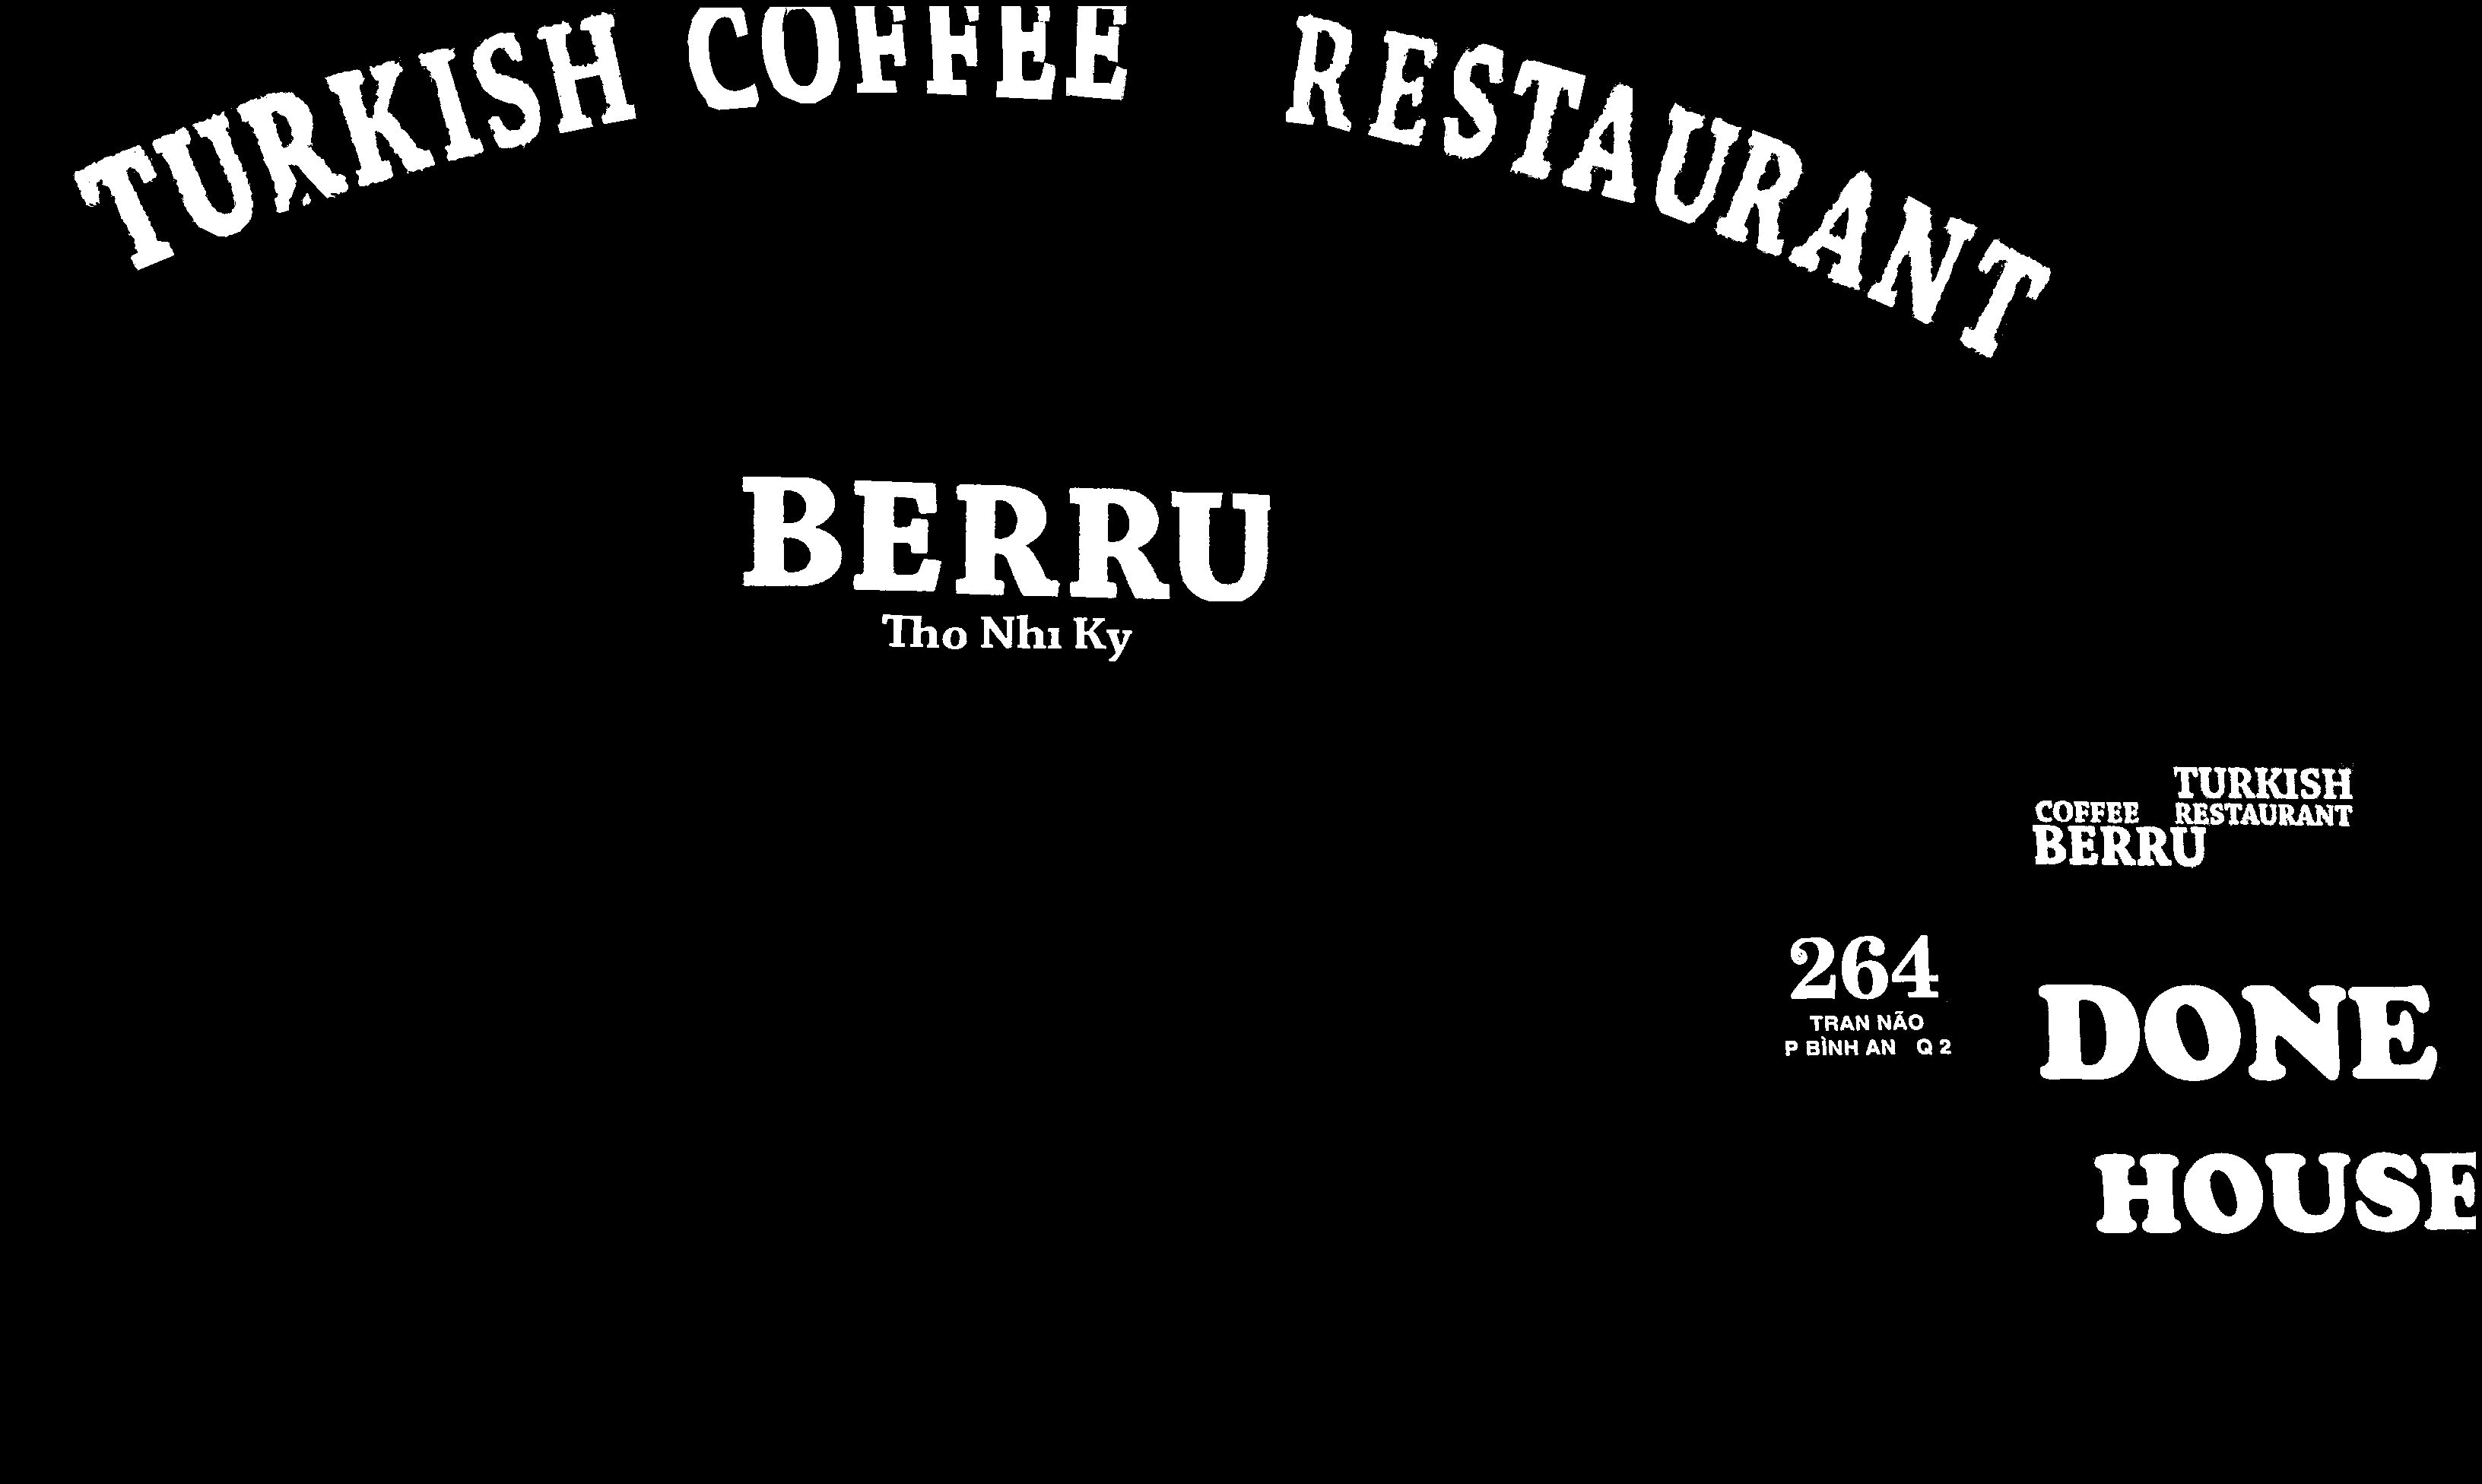 TURKISH COFFEE RESTAURANT
BERRU
Tho Nhı Ky
TURKISH
COFFEE RESTAURANT
BERRU
264
TRAN NÃO
P BÌNH AN Q 2
DONE
HOUSE